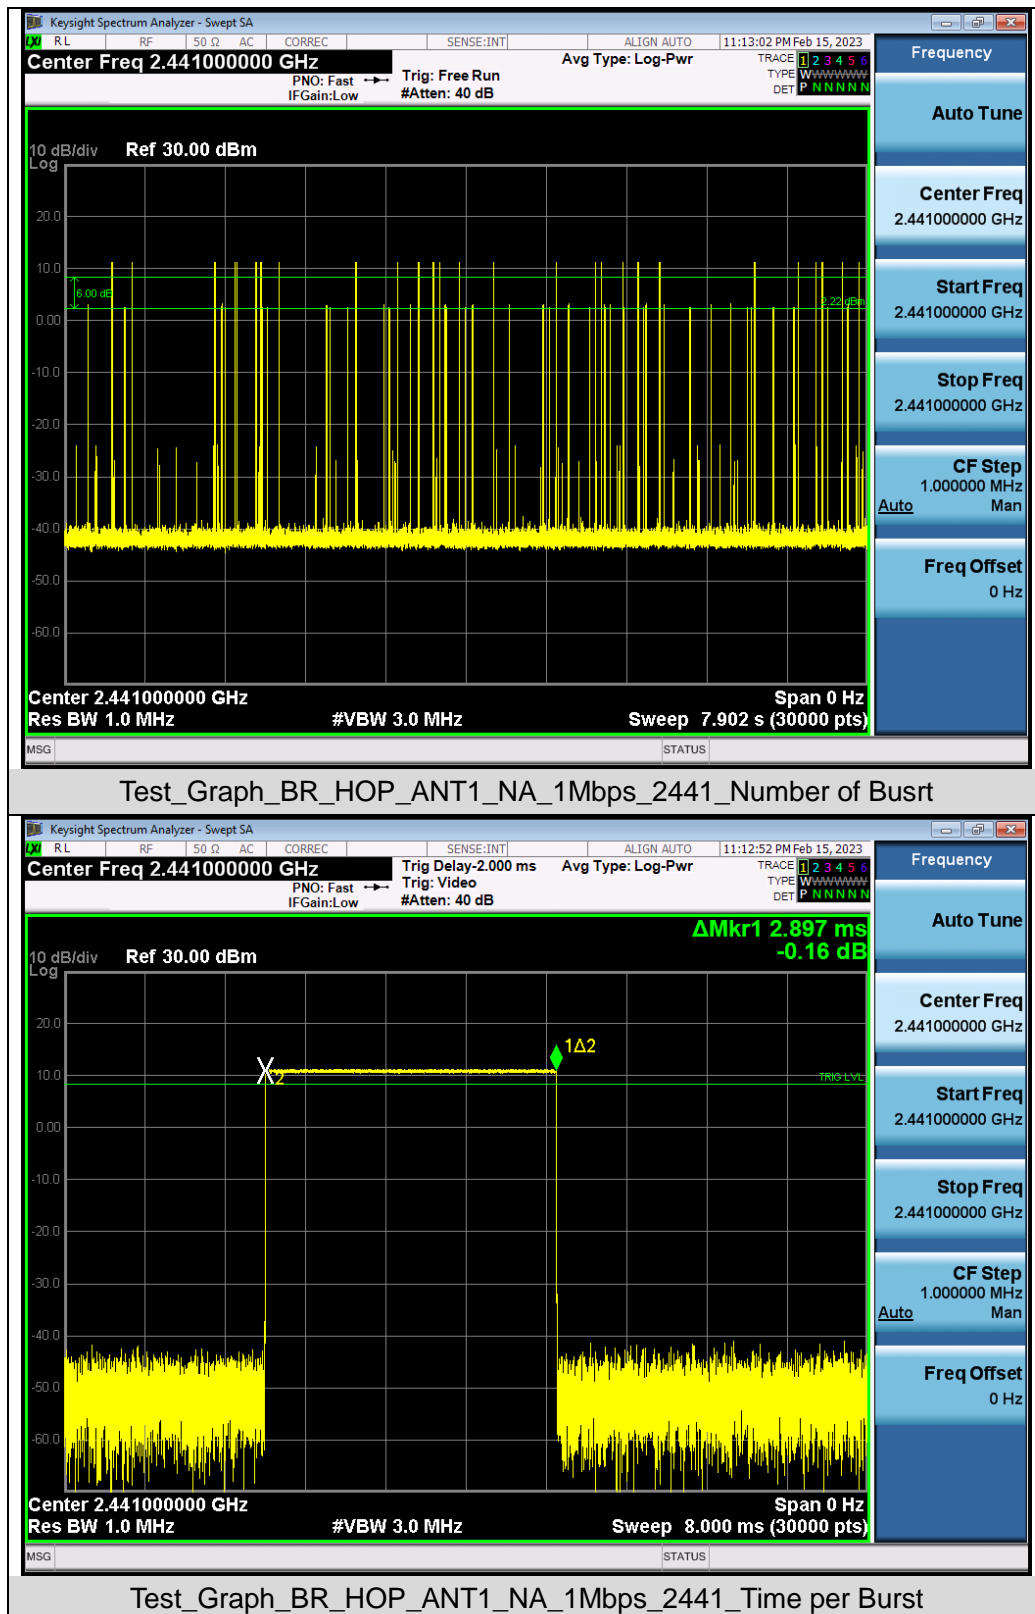 Keysight Spectrum Analyzer - Swept SA
LXI RL RF 50 Ω AC CORREC SENSE:INT ALIGN AUTO 11:13:02 PM Feb 15, 2023
Center Freq 2.441000000 GHz
PNO: Fast
IFGain:Low
Trig: Free Run
#Atten: 40 dB
Avg Type: Log-Pwr
TRACE 1 2 3 4 5 6
TYPE WWWWWW
DET P N N N N N
Frequency
Auto Tune
Center Freq
2.441000000 GHz
Start Freq
2.441000000 GHz
Stop Freq
2.441000000 GHz
CF Step
1.000000 MHz
Auto Man
Freq Offset
0 Hz
10 dB/div Ref 30.00 dBm
Log
20.0
10.0
6.00 dB
2.22 dBm
0.00
-10.0
-20.0
-30.0
-40.0
-50.0
-60.0
Center 2.441000000 GHz Span 0 Hz
Res BW 1.0 MHz #VBW 3.0 MHz Sweep 7.902 s (30000 pts)
MSG STATUS
Test_Graph_BR_HOP_ANT1_NA_1Mbps_2441_Number of Busrt
Keysight Spectrum Analyzer - Swept SA
LXI RL RF 50 Ω AC CORREC SENSE:INT ALIGN AUTO 11:12:52 PM Feb 15, 2023
Center Freq 2.441000000 GHz
PNO: Fast
IFGain:Low
Trig Delay-2.000 ms
Trig: Video
#Atten: 40 dB
Avg Type: Log-Pwr
TRACE 1 2 3 4 5 6
TYPE WWWWWW
DET P N N N N N
Frequency
Auto Tune
Center Freq
2.441000000 GHz
Start Freq
2.441000000 GHz
Stop Freq
2.441000000 GHz
CF Step
1.000000 MHz
Auto Man
Freq Offset
0 Hz
ΔMkr1 2.897 ms
-0.16 dB
10 dB/div Ref 30.00 dBm
Log
20.0
1Δ2
10.0
2
TRIG LVL
0.00
-10.0
-20.0
-30.0
-40.0
-50.0
-60.0
Center 2.441000000 GHz Span 0 Hz
Res BW 1.0 MHz #VBW 3.0 MHz Sweep 8.000 ms (30000 pts)
MSG STATUS
Test_Graph_BR_HOP_ANT1_NA_1Mbps_2441_Time per Burst